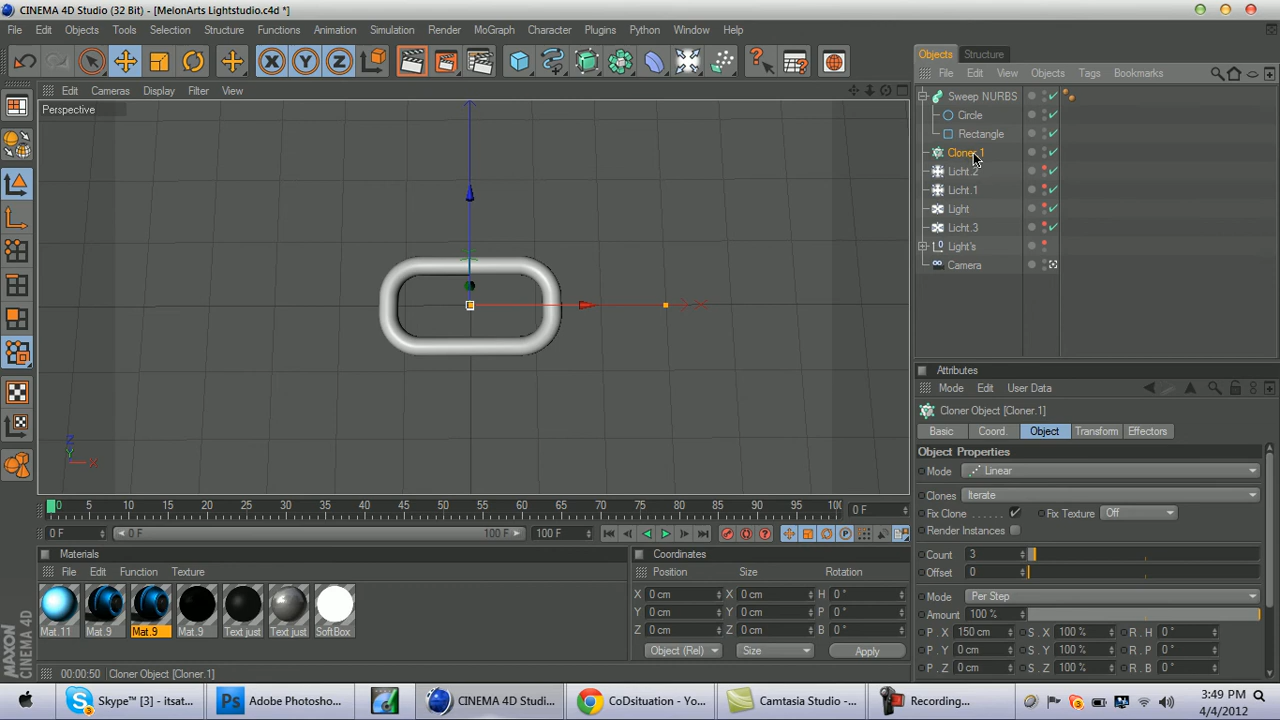 CINEMA 4D Studio (32 Bit) - [MelonArts Lightstudio.c4d *]
File Edit Objects Tools Selection Structure Functions Animation Simulation Render MoGraph Character Plugins Python Window Help
Objects Structure
File Edit View Objects Tags Bookmarks
Edit Cameras Display Filter View
Perspective
Sweep NURBS
Circle
Rectangle
Cloner.1
Licht.2
Licht.1
Light
Licht.3
Light's
Camera
Attributes
Mode Edit User Data
Cloner Object [Cloner.1]
Basic Coord. Object Transform Effectors
Object Properties
Mode Linear
Clones Iterate
Fix Clone Fix Texture Off
Render Instances
Count 3
Offset 0
Mode Per Step
Amount 100 %
P . X 150 cm S . X 100 % R . H 0 °
P . Y 0 cm S . Y 100 % R . P 0 °
P . Z 0 cm S . Z 100 % R . B 0 °
X
Z
Y
X
0 5 10 15 20 25 30 35 40 45 50 55 60 65 70 75 80 85 90 95 100 0 F
0 F 0 F 100 F 100 F
Materials
File Edit Function Texture
Mat.11 Mat.9 Mat.9 Mat.9 Text just Text just SoftBox
Coordinates
Position Size Rotation
X 0 cm X 0 cm H 0 °
Y 0 cm Y 0 cm P 0 °
Z 0 cm Z 0 cm B 0 °
Object (Rel) Size Apply
MAXON
CINEMA 4D
00:00:50 Cloner Object [Cloner.1]
Skype™ [3] - itsat... Adobe Photosho... CINEMA 4D Studi... CoDsituation - Yo... Camtasia Studio - ... Recording...
3:49 PM
4/4/2012